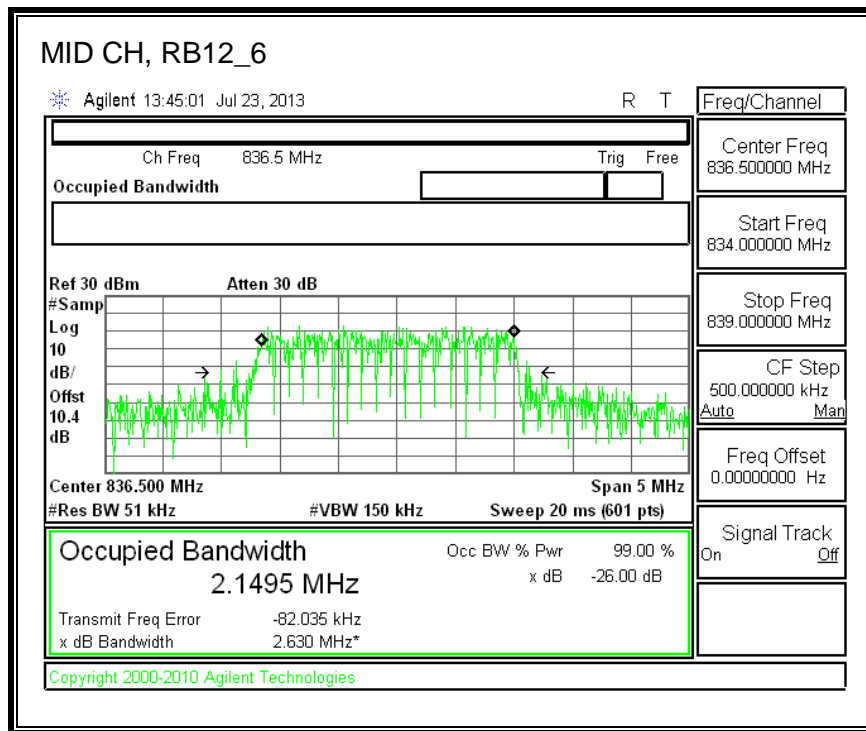 MID CH, RB12_6
Agilent 13:45:01 Jul 23, 2013 R T
Freq/Channel
Ch Freq 836.5 MHz Trig Free
Occupied Bandwidth
Center Freq
836.500000 MHz
Start Freq
834.000000 MHz
Stop Freq
839.000000 MHz
CF Step
500.000000 kHz
Auto Man
Freq Offset
0.00000000 Hz
Signal Track
On Off
Ref 30 dBm Atten 30 dB
#Samp
Log
10
dB/
Offst
10.4
dB
Center 836.500 MHz Span 5 MHz
#Res BW 51 kHz #VBW 150 kHz Sweep 20 ms (601 pts)
Occupied Bandwidth Occ BW % Pwr 99.00 %
2.1495 MHz x dB -26.00 dB
Transmit Freq Error -82.035 kHz
x dB Bandwidth 2.630 MHz*
Copyright 2000-2010 Agilent Technologies